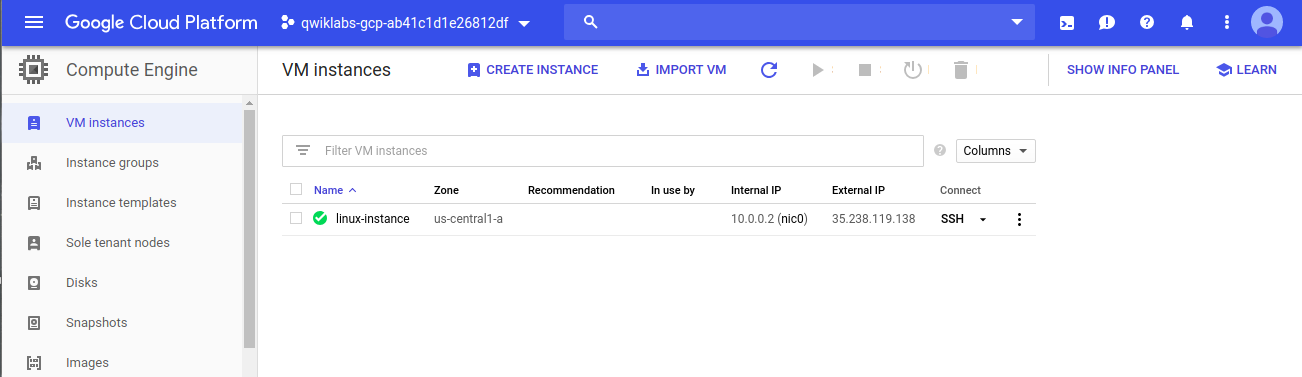 Google Cloud Platform qwiklabs-gcp-ab41c1d1e26812df
Compute Engine
VM instances CREATE INSTANCE IMPORT VM SHOW INFO PANEL LEARN
VM instances
Instance groups
Instance templates
Sole tenant nodes
Disks
Snapshots
Images
Filter VM instances Columns
Name Zone Recommendation In use by Internal IP External IP Connect
linux-instance us-central1-a 10.0.0.2 (nic0) 35.238.119.138 SSH